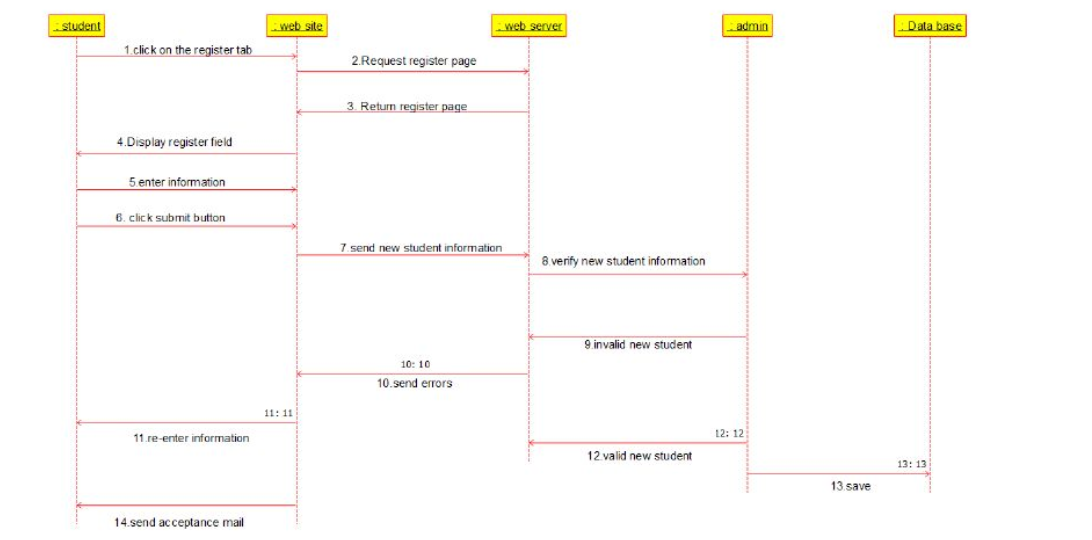 : student
: web site
: web server
: admin
: Data base
1.click on the register tab
2.Request register page
3. Return register page
4.Display register field
5.enter information
6. click submit button
7.send new student information
8.verify new student information
9.invalid new student
10: 10
10.send errors
11: 11
11.re-enter information
12: 12
12.valid new student
13: 13
13.save
14.send acceptance mail